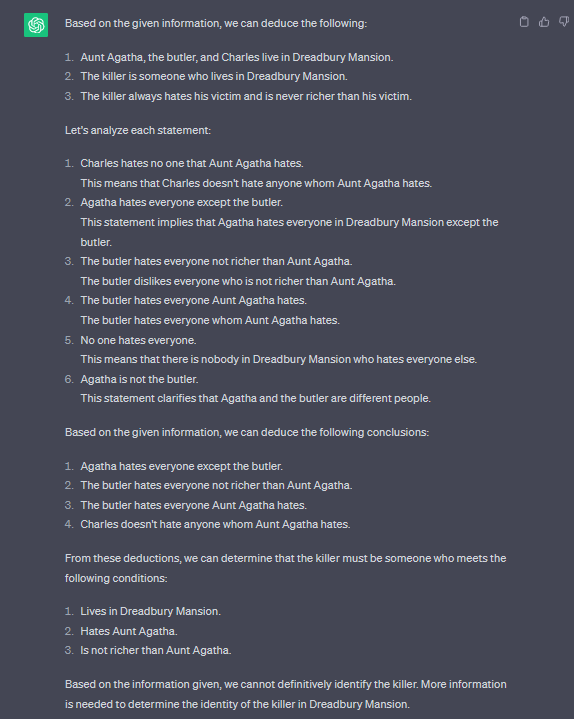 Based on the given information, we can deduce the following:
1. Aunt Agatha, the butler, and Charles live in Dreadbury Mansion.
2. The killer is someone who lives in Dreadbury Mansion.
3. The killer always hates his victim and is never richer than his victim.
Let's analyze each statement:
1. Charles hates no one that Aunt Agatha hates.
This means that Charles doesn't hate anyone whom Aunt Agatha hates.
2. Agatha hates everyone except the butler.
This statement implies that Agatha hates everyone in Dreadbury Mansion except the
butler.
3. The butler hates everyone not richer than Aunt Agatha.
The butler dislikes everyone who is not richer than Aunt Agatha.
4. The butler hates everyone Aunt Agatha hates.
The butler hates everyone whom Aunt Agatha hates.
5. No one hates everyone.
This means that there is nobody in Dreadbury Mansion who hates everyone else.
6. Agatha is not the butler.
This statement clarifies that Agatha and the butler are different people.
Based on the given information, we can deduce the following conclusions:
1. Agatha hates everyone except the butler.
2. The butler hates everyone not richer than Aunt Agatha.
3. The butler hates everyone Aunt Agatha hates.
4. Charles doesn't hate anyone whom Aunt Agatha hates.
From these deductions, we can determine that the killer must be someone who meets the
following conditions:
1. Lives in Dreadbury Mansion.
2. Hates Aunt Agatha.
3. Is not richer than Aunt Agatha.
Based on the information given, we cannot definitively identify the killer. More information
is needed to determine the identity of the killer in Dreadbury Mansion.